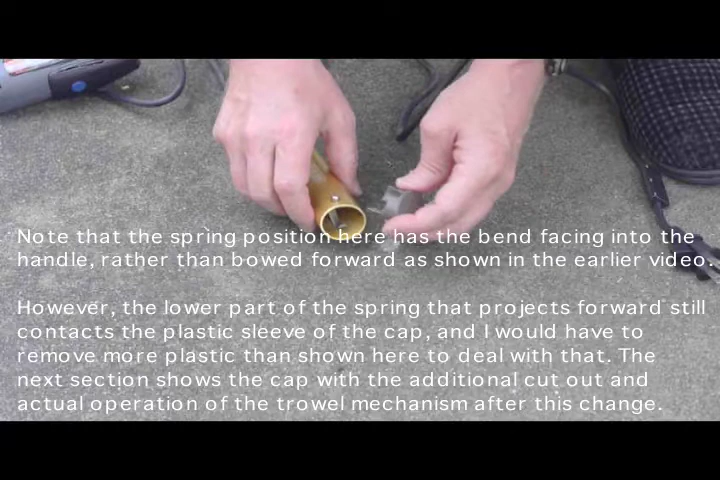 Note that the spring position here has the bend facing into the
handle, rather than bowed forward as shown in the earlier video.
However, the lower part of the spring that projects forward still
contacts the plastic sleeve of the cap, and I would have to
remove more plastic than shown here to deal with that. The
next section shows the cap with the additional cut out and
actual operation of the trowel mechanism after this change.